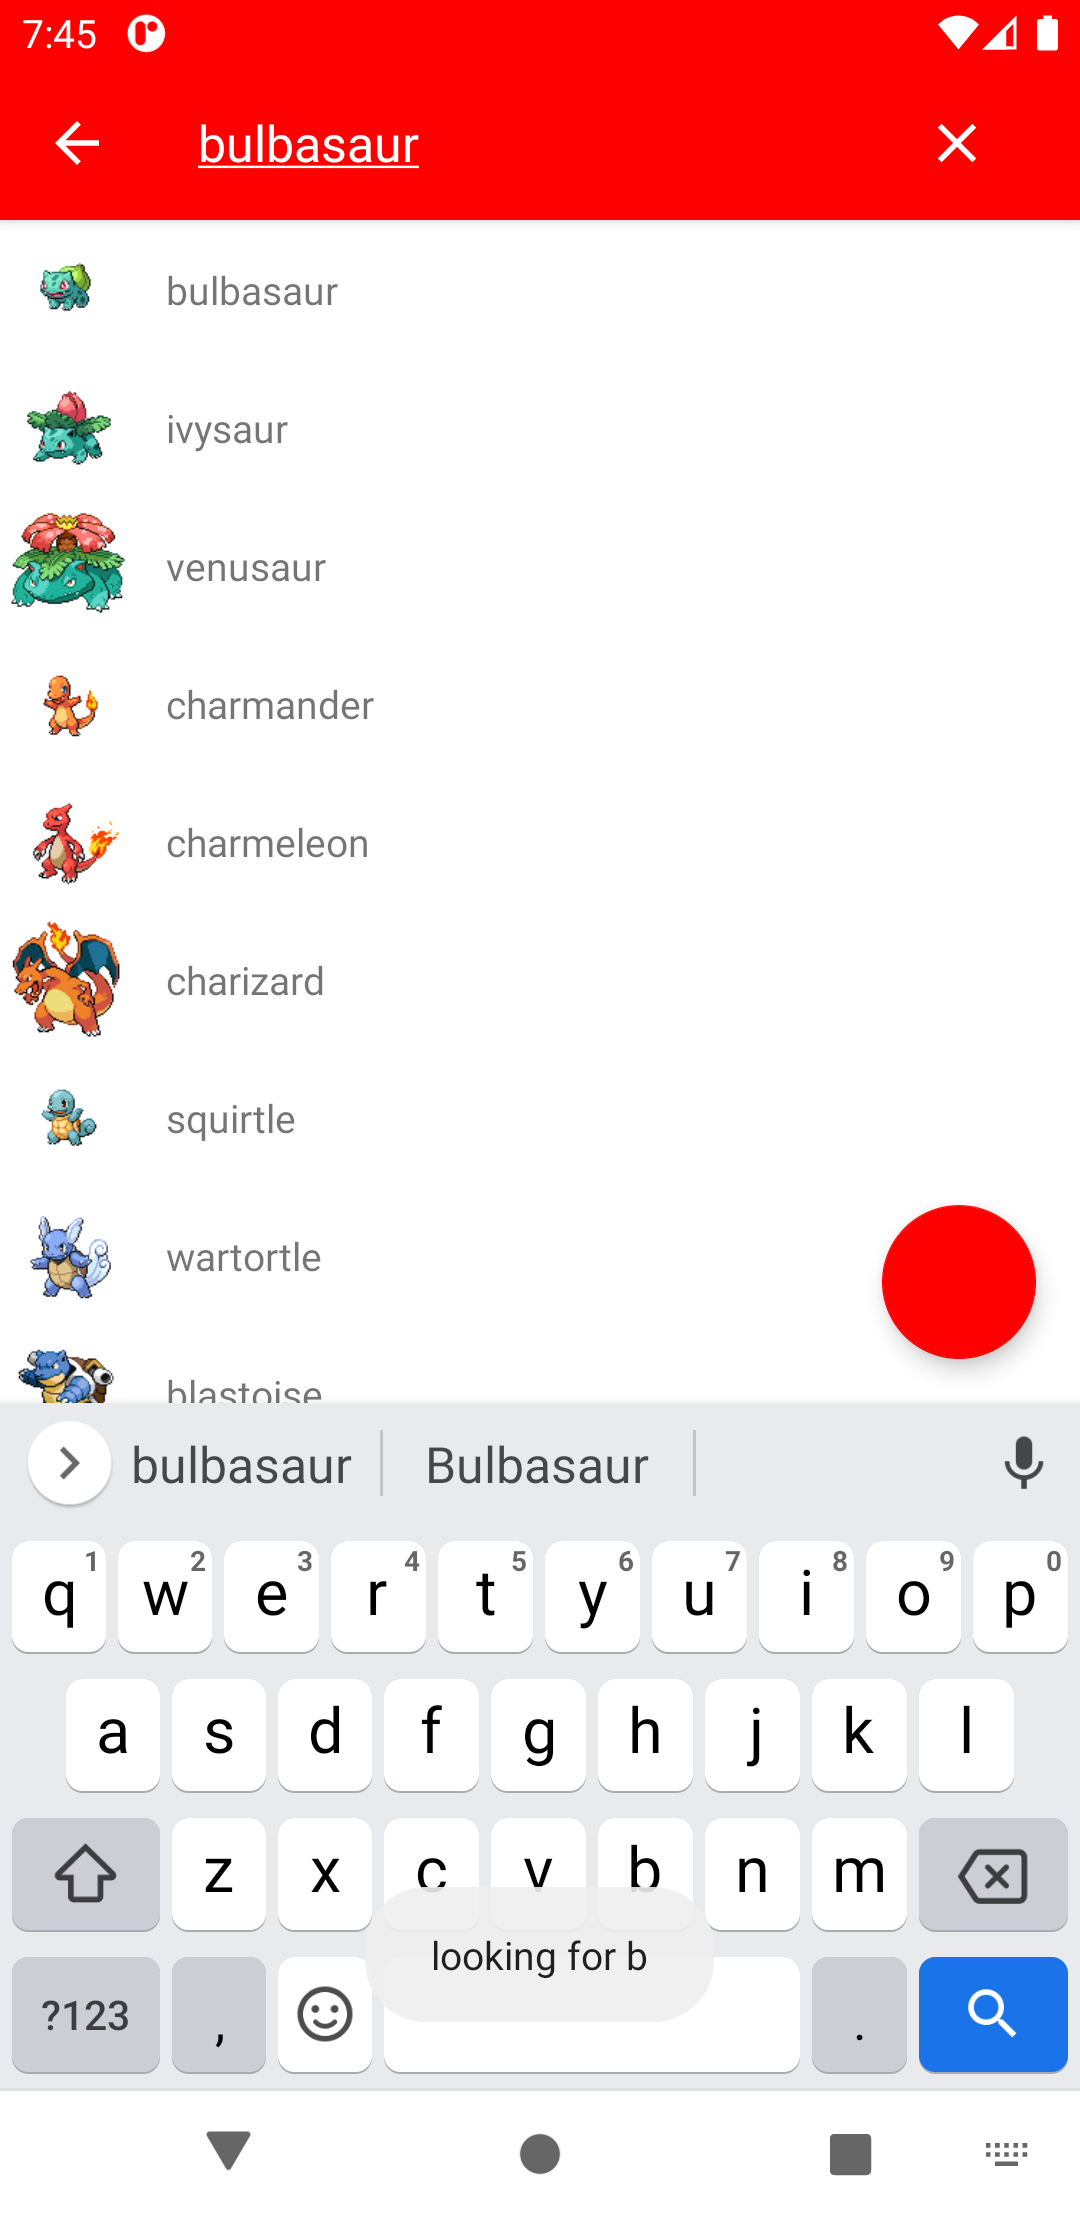 7:45
bulbasaur
bulbasaur
ivysaur
venusaur
charmander
charmeleon
charizard
squirtle
wartortle
blastoise
bulbasaur Bulbasaur
q 1 w 2 e 3 r 4 t 5 y 6 u 7 i 8 o 9 p 0
a s d f g h j k l
z x c v b n m
looking for b
?123 , .